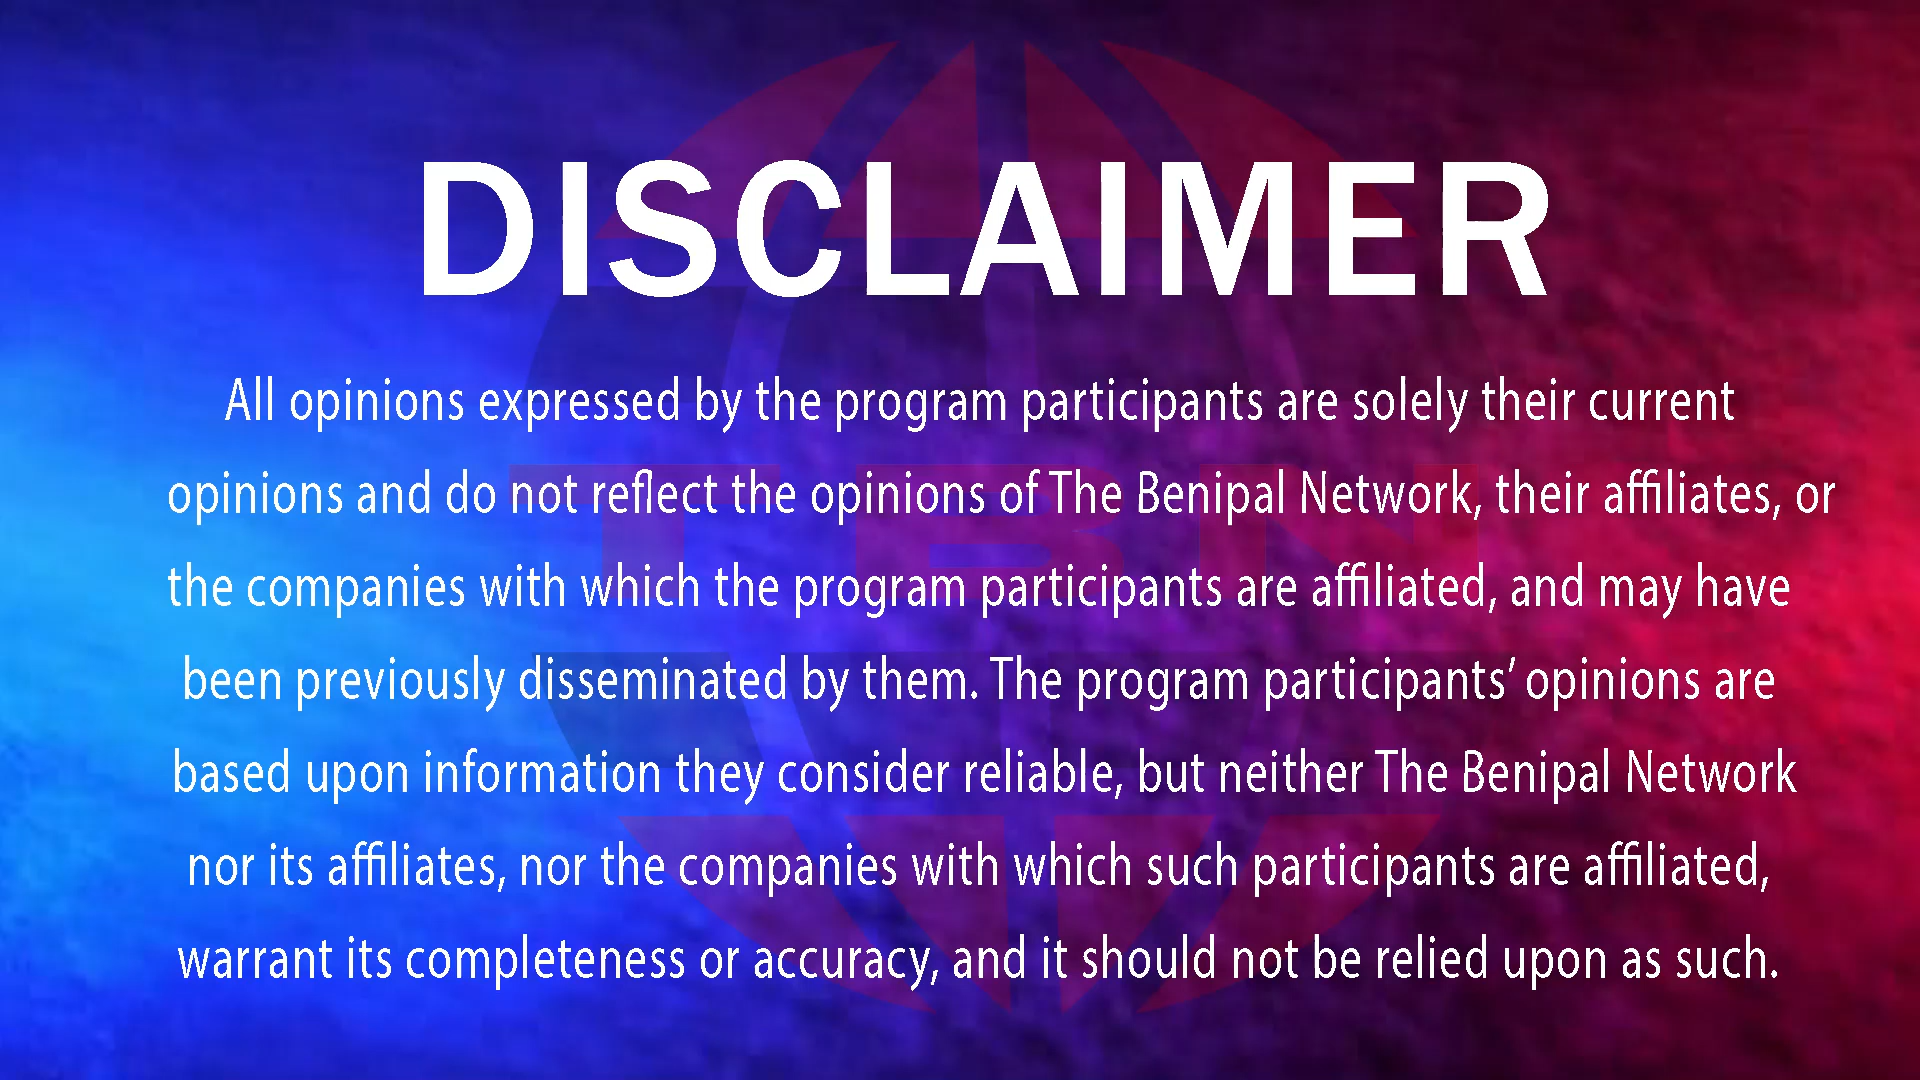 DISCLAIMER
All opinions expressed by the program participants are solely their current
opinions and do not reflect the opinions of The Benipal Network, their affiliates, or
the companies with which the program participants are affiliated, and may have
been previously disseminated by them. The program participants’ opinions are
based upon information they consider reliable, but neither The Benipal Network
nor its affiliates, nor the companies with which such participants are affiliated,
warrant its completeness or accuracy, and it should not be relied upon as such.
TBN